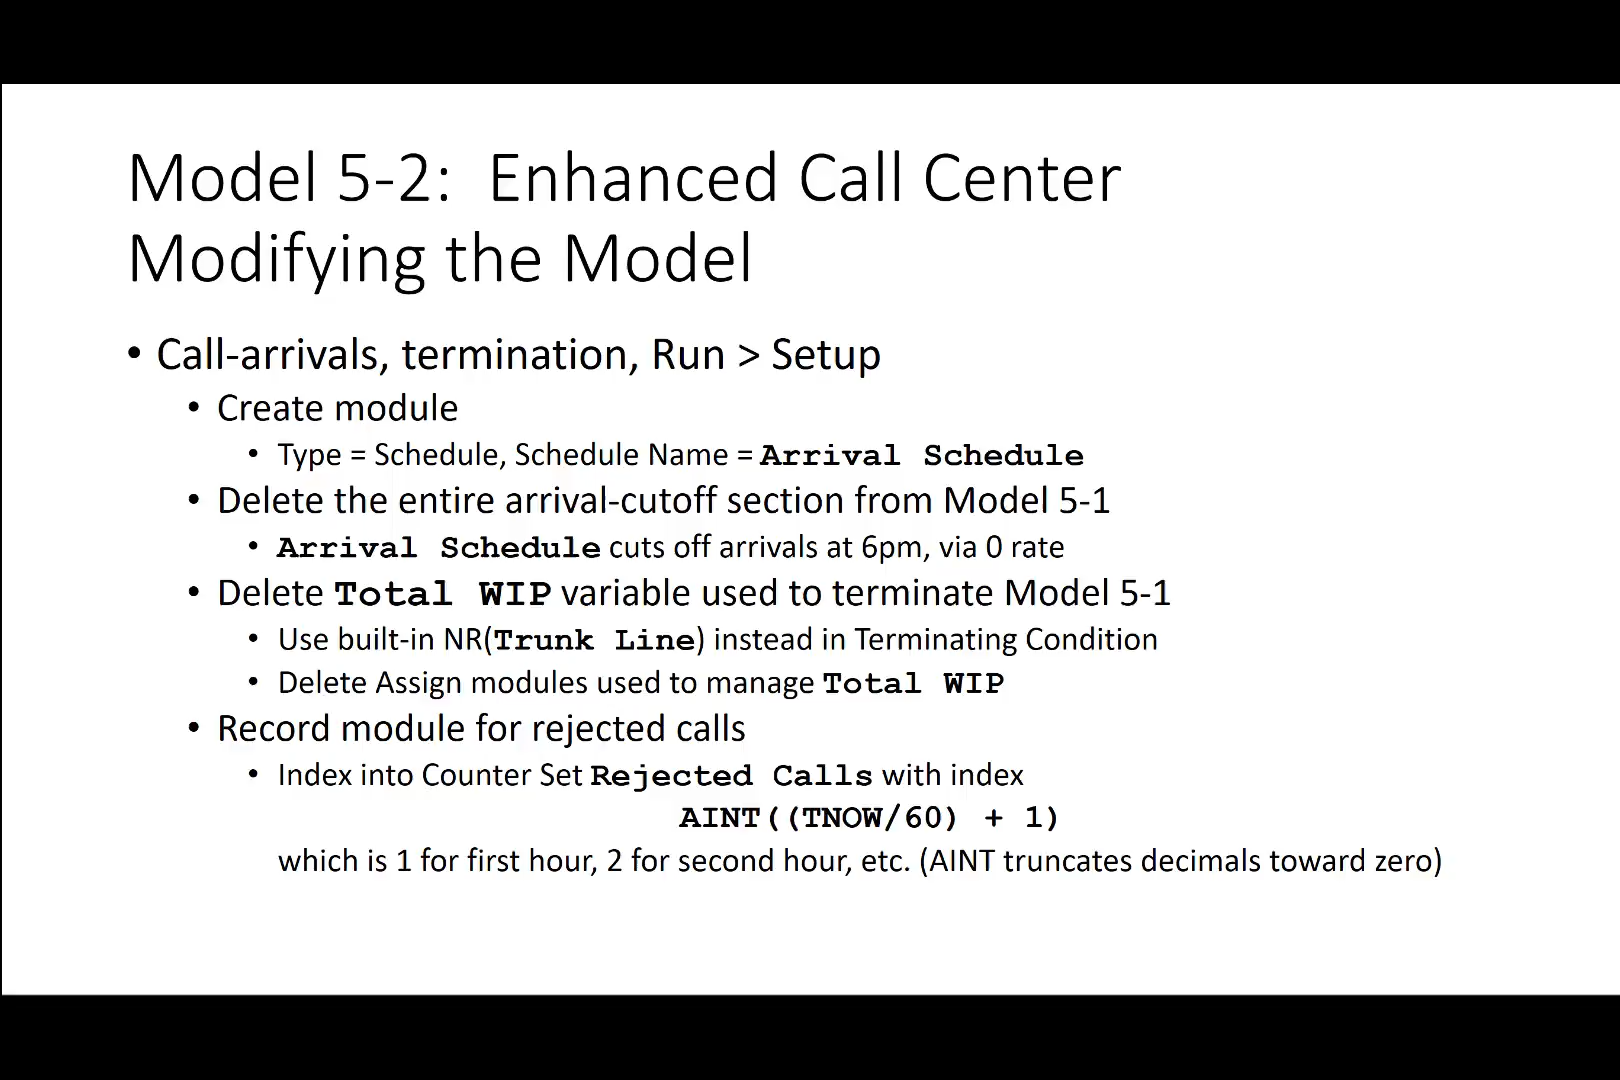 Model 5-2:  Enhanced Call Center
Modifying the Model
• Call-arrivals, termination, Run > Setup
• Create module
• Type = Schedule, Schedule Name = Arrival Schedule
• Delete the entire arrival-cutoff section from Model 5-1
• Arrival Schedule cuts off arrivals at 6pm, via 0 rate
• Delete Total WIP variable used to terminate Model 5-1
• Use built-in NR(Trunk Line) instead in Terminating Condition
• Delete Assign modules used to manage Total WIP
• Record module for rejected calls
• Index into Counter Set Rejected Calls with index
AINT((TNOW/60) + 1)
which is 1 for first hour, 2 for second hour, etc. (AINT truncates decimals toward zero)